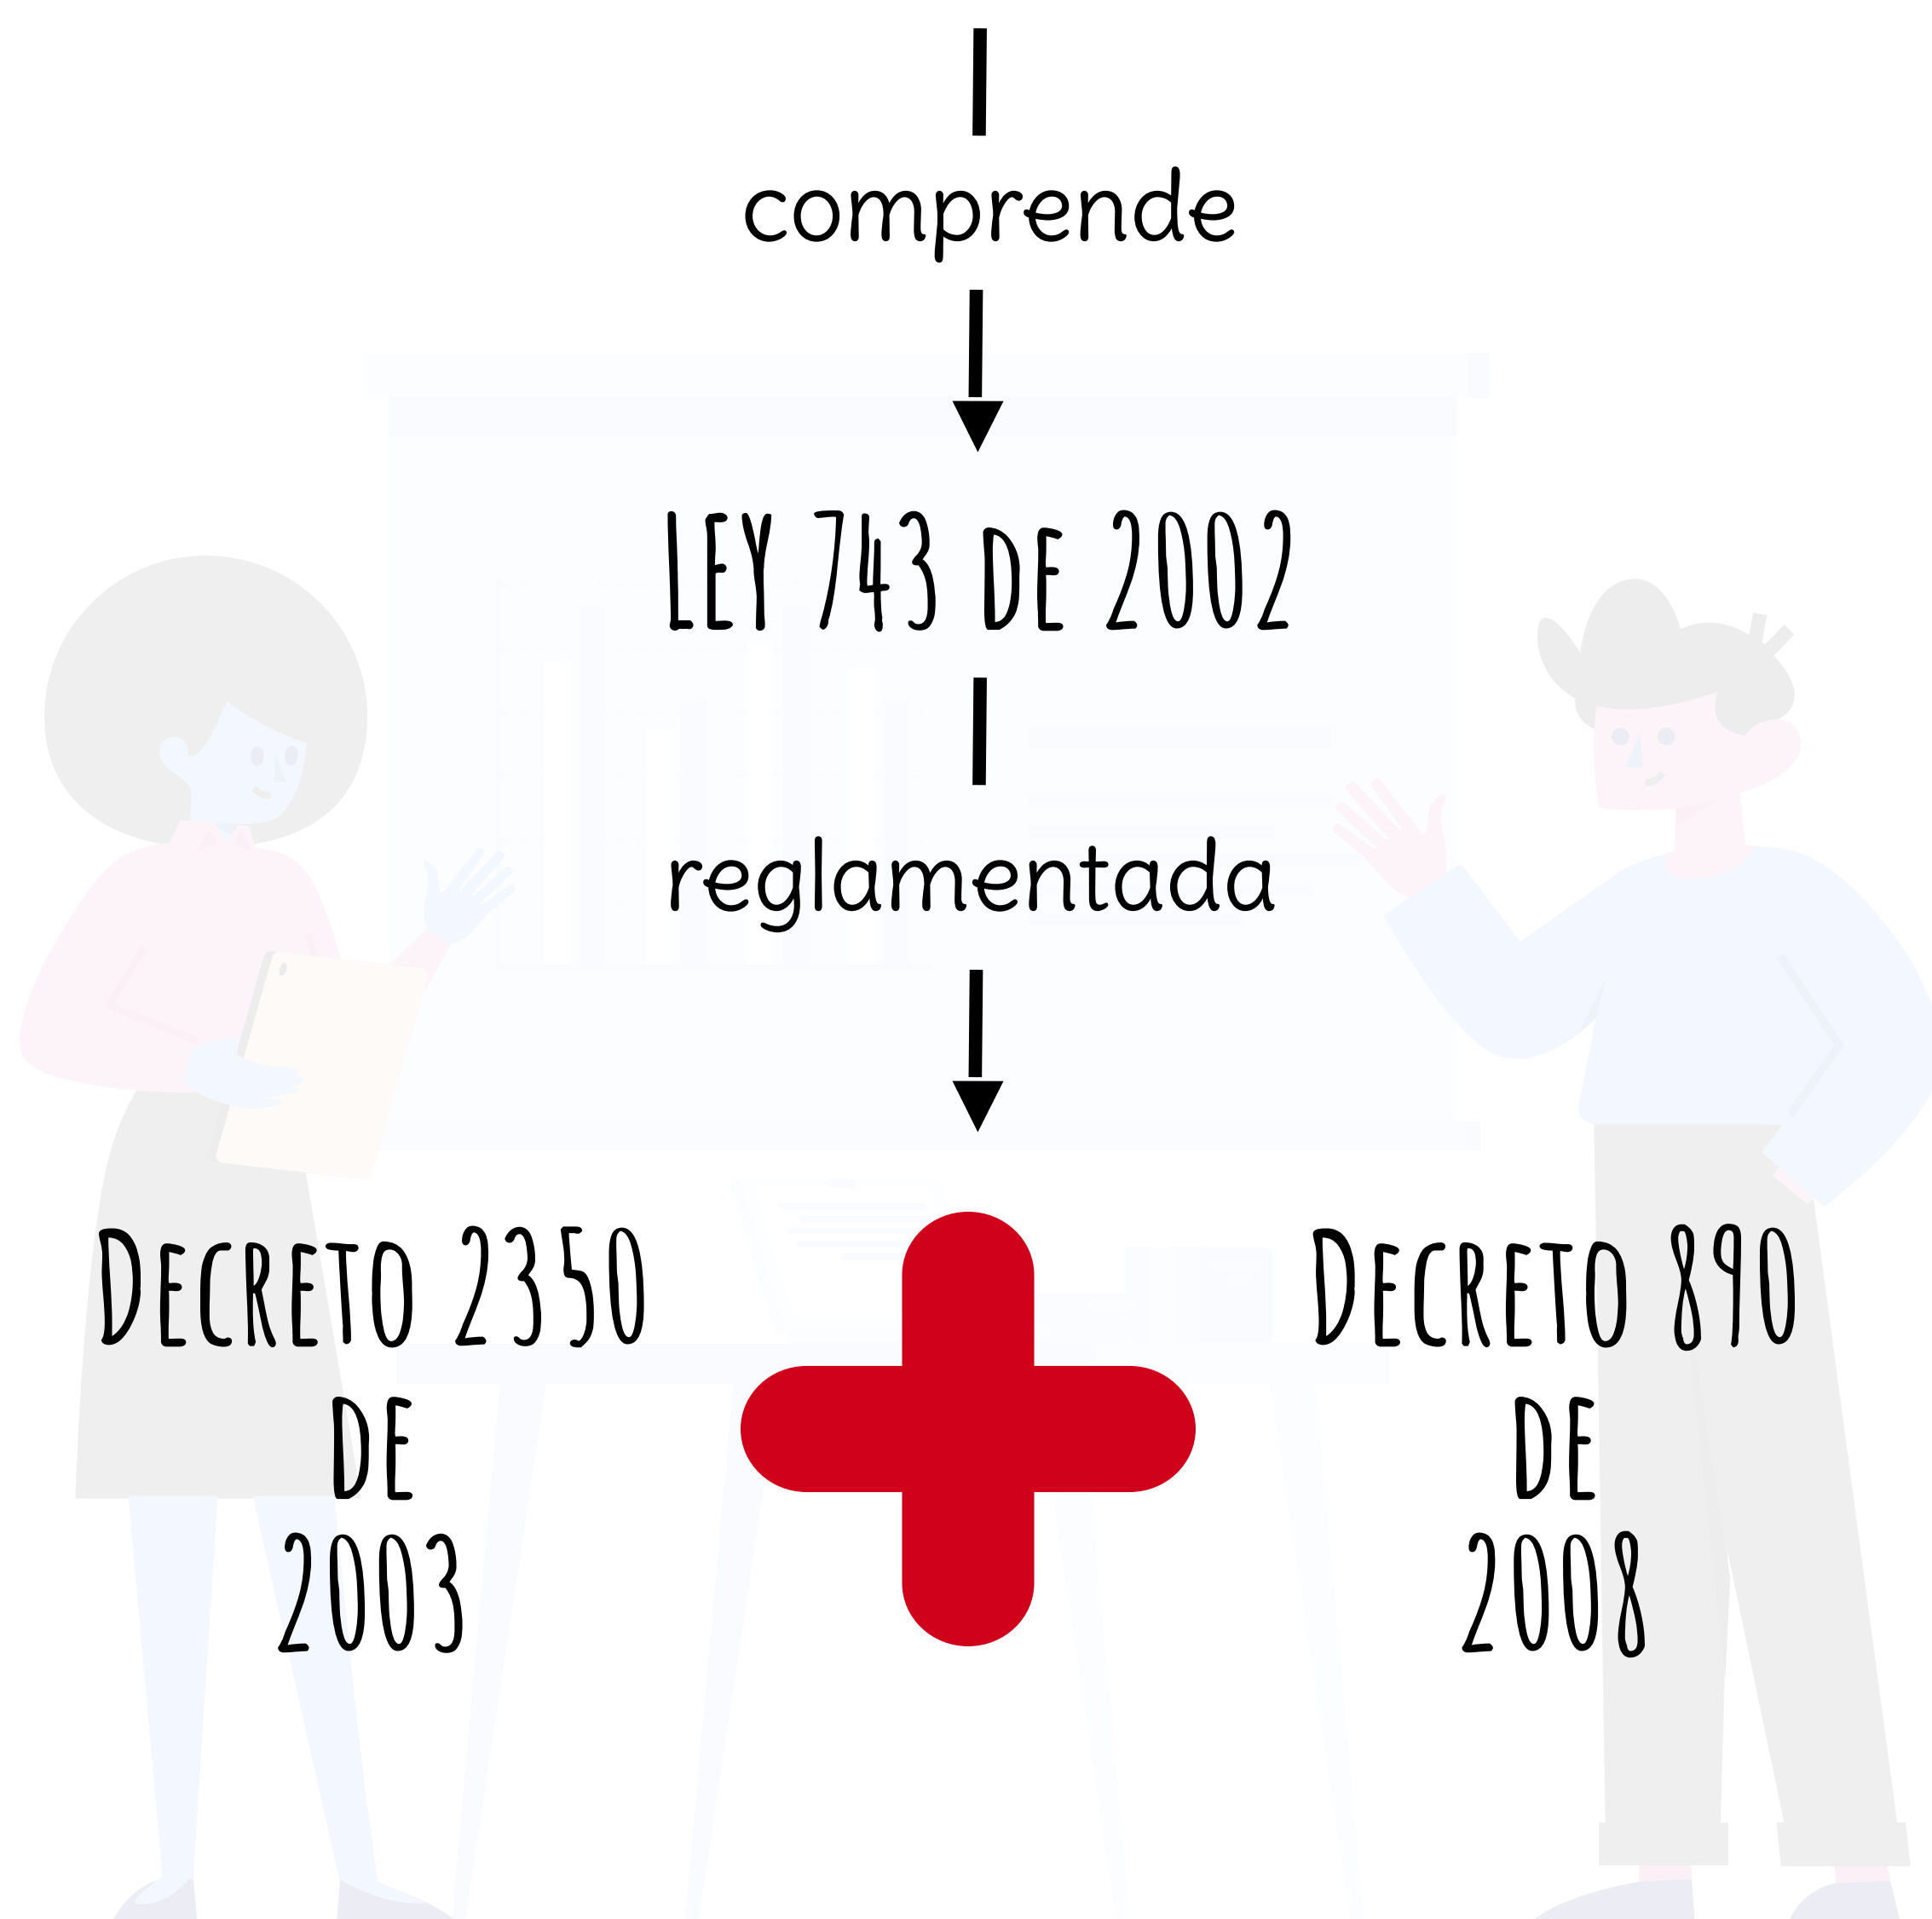 comprende
LEY 743 DE 2002
reglamentada
DECRETO 2350
DE
2003
DECRETO 890
DE
2008